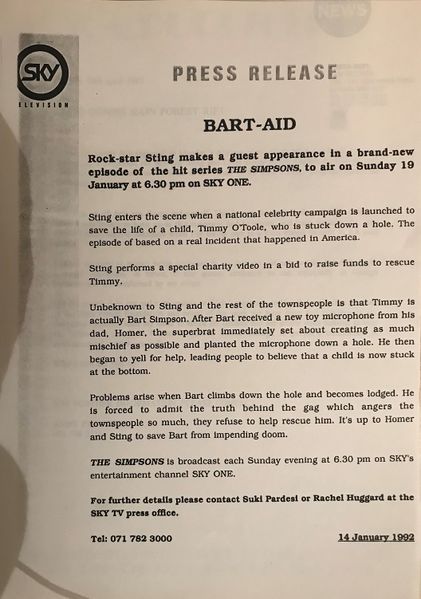 NEWS
SKY
ELEVISION
PRESS RELEASE
BART-AID
Rock-star Sting makes a guest appearance in a brand-new
episode of the hit series THE SIMPSONS, to air on Sunday 19
January at 6.30 pm on SKY ONE.
Sting enters the scene when a national celebrity campaign is launched to
save the life of a child, Timmy O'Toole, who is stuck down a hole. The
episode of based on a real incident that happened in America.
Sting performs a special charity video in a bid to raise funds to rescue
Timmy.
Unbeknown to Sting and the rest of the townspeople is that Timmy is
actually Bart Simpson. After Bart received a new toy microphone from his
dad, Homer, the superbrat immediately set about creating as much
mischief as possible and planted the microphone down a hole. He then
began to yell for help, leading people to believe that a child is now stuck
at the bottom.
Problems arise when Bart climbs down the hole and becomes lodged. He
is forced to admit the truth behind the gag which angers the
townspeople so much, they refuse to help rescue him. It's up to Homer
and Sting to save Bart from impending doom.
THE SIMPSONS is broadcast each Sunday evening at 6.30 pm on SKY's
entertainment channel SKY ONE.
For further details please contact Suki Pardesi or Rachel Huggard at the
SKY TV press office.
Tel: 071 782 3000 14 January 1992